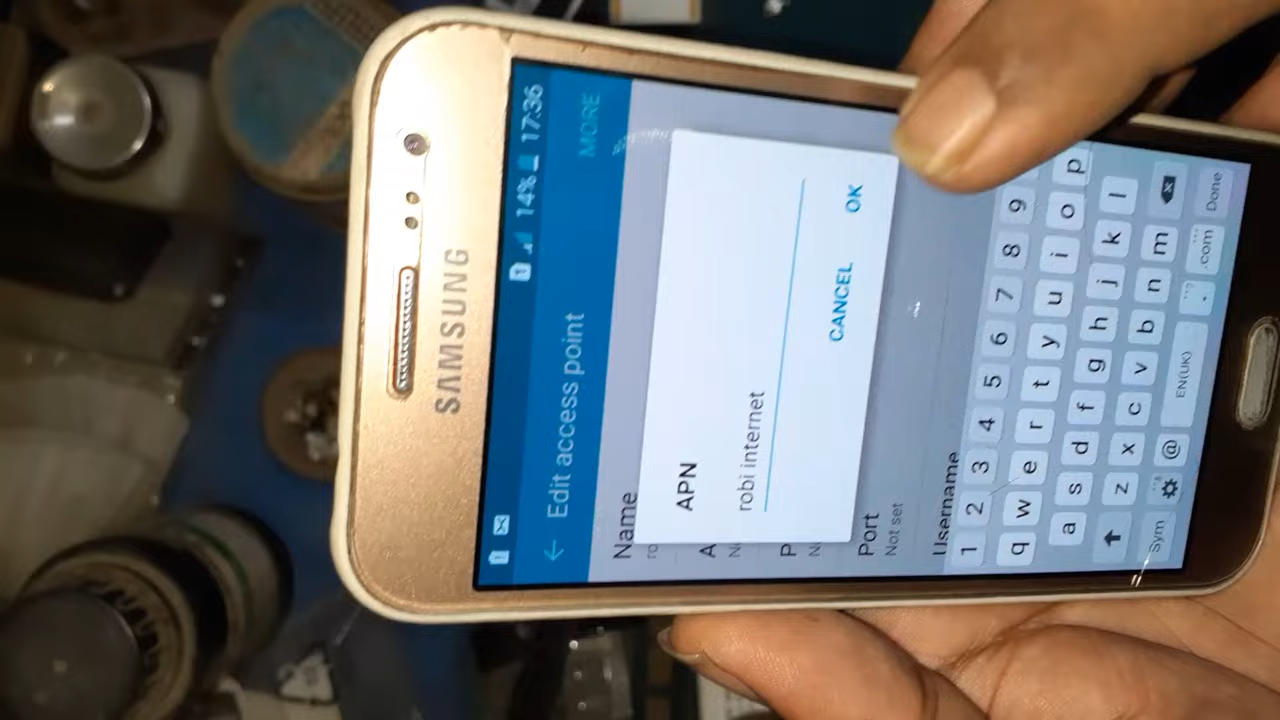 SAMSUNG
14% 17:36
Edit access point
MORE
Name
ro
A
P
APN
robi internet
CANCEL
OK
Port
Not set
Username
1 2 3 4 5 6 7 8 9
q w e r t y u i o p
a s d f g h j k l
z x c v b n m
Sym
@
EN(UK)
.
.com
Done